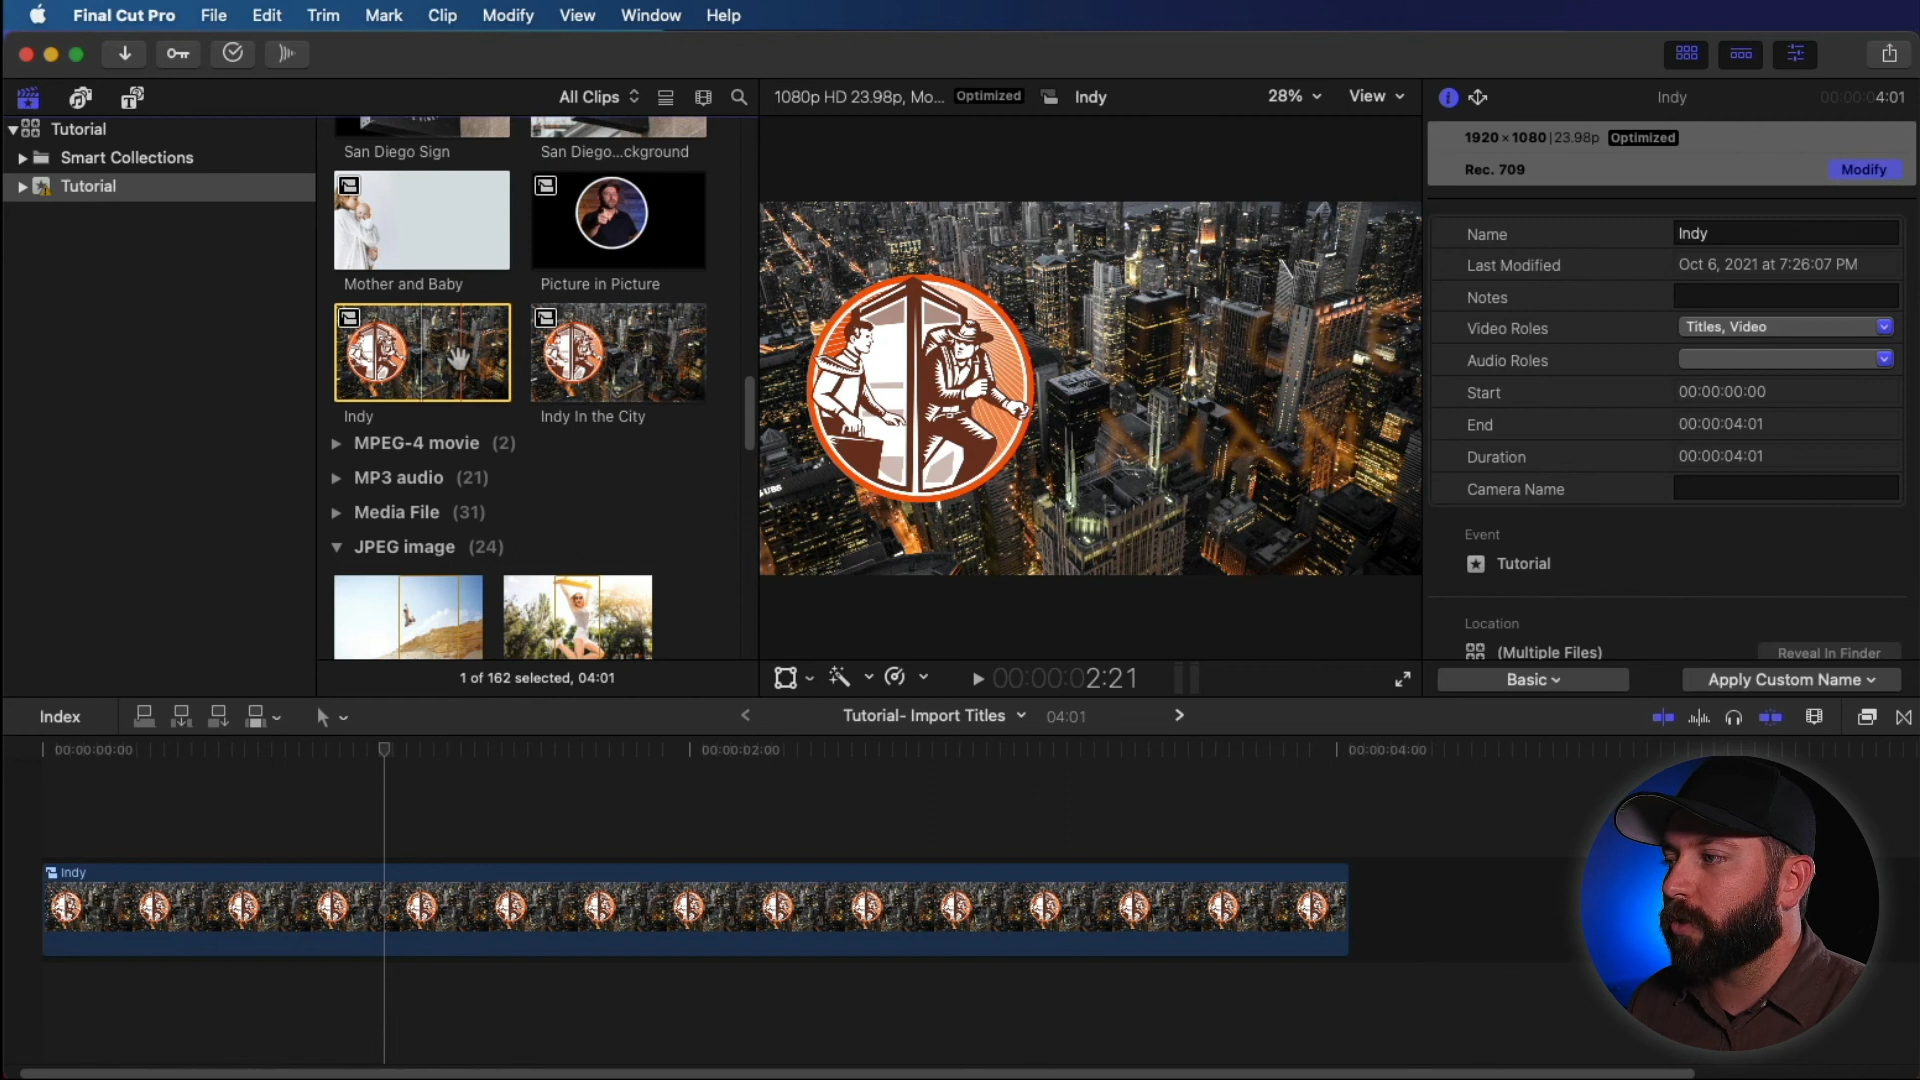 Final Cut Pro File Edit Trim Mark Clip Modify View Window Help
All Clips
1080p HD 23.98p, Mo... Optimized Indy
28% View
Indy 00:00:04:01
Tutorial
Smart Collections
Tutorial
San Diego Sign
San Diego...ckground
Mother and Baby
Picture in Picture
Indy
Indy In the City
MPEG-4 movie (2)
MP3 audio (21)
Media File (31)
JPEG image (24)
1 of 162 selected, 04:01
MAN
00:00:02:21
1920 × 1080 | 23.98p Optimized
Rec. 709 Modify
Name Indy
Last Modified Oct 6, 2021 at 7:26:07 PM
Notes
Video Roles Titles, Video
Audio Roles
Start 00:00:00:00
End 00:00:04:01
Duration 00:00:04:01
Camera Name
Event
Tutorial
Location
(Multiple Files) Reveal In Finder
Basic Apply Custom Name
Index Tutorial- Import Titles 04:01
00:00:00:00 00:00:02:00 00:00:04:00
Indy